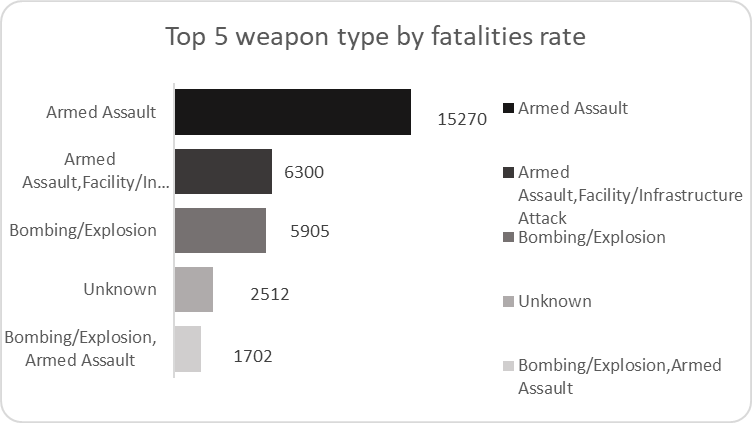 Top 5 weapon type by fatalities rate
Armed Assault
15270
Armed
Assault,Facility/In...
6300
Bombing/Explosion
5905
Unknown
2512
Bombing/Explosion,
Armed Assault
1702
Armed Assault
Armed
Assault,Facility/Infrastructure
Attack
Bombing/Explosion
Unknown
Bombing/Explosion,Armed
Assault